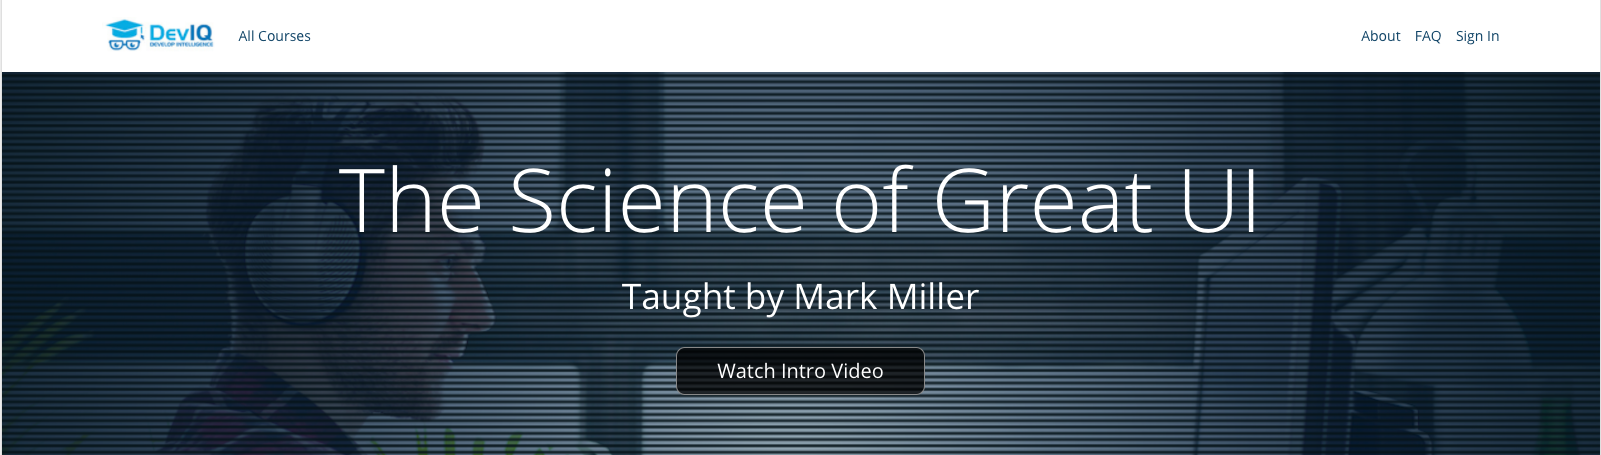 DevIQ
DEVELOP INTELLIGENCE
All Courses
About
FAQ
Sign In
The Science of Great UI
Taught by Mark Miller
Watch Intro Video